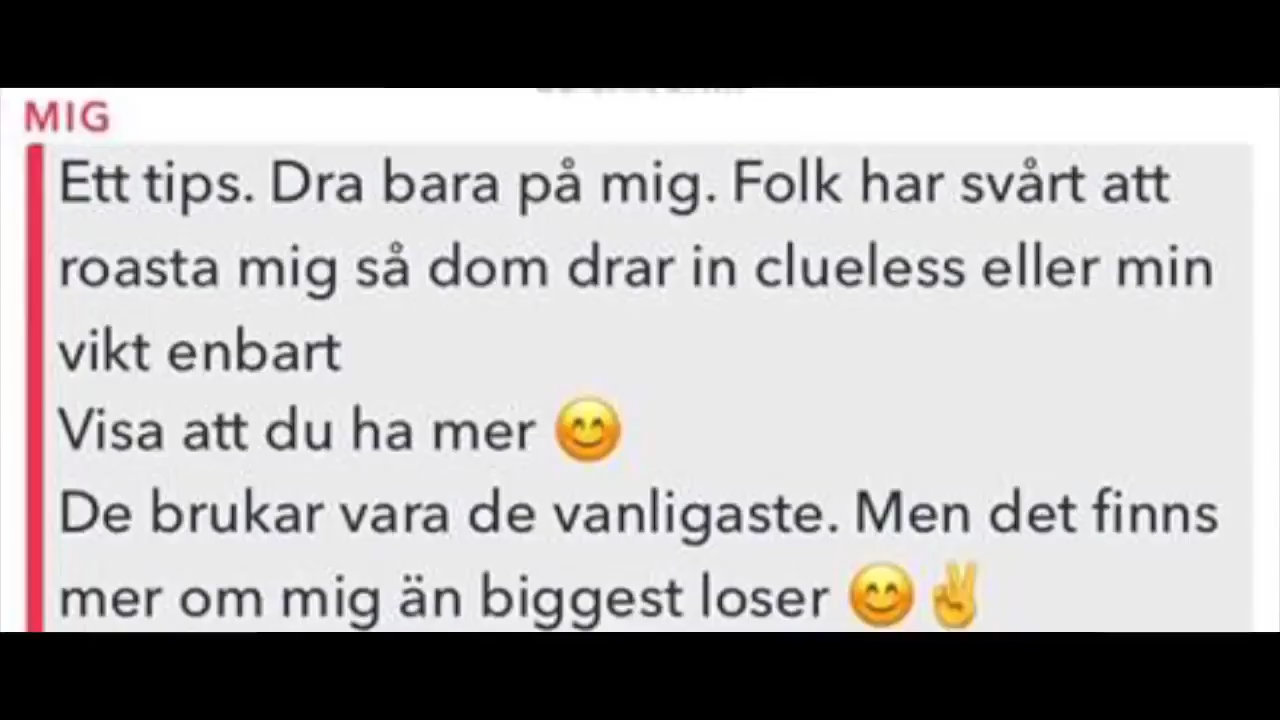 MIG
Ett tips. Dra bara på mig. Folk har svårt att
roasta mig så dom drar in clueless eller min
vikt enbart
Visa att du ha mer 😊
De brukar vara de vanligaste. Men det finns
mer om mig än biggest loser 😊✌️